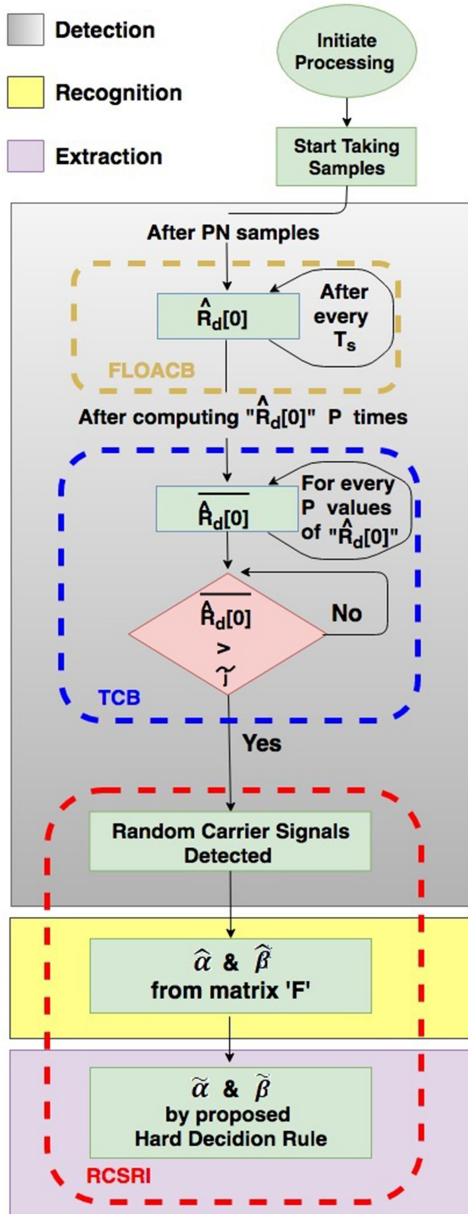 Detection
Recognition
Extraction
Initiate
Processing
Start Taking
Samples
After PN samples
R̂d[0]
After
every
Ts
FLOACB
After computing "R̂d[0]" P times
R̂d[0]
For every
P values
of "R̂d[0]"
R̂d[0]
>
j̃
No
TCB
Yes
Random Carrier Signals
Detected
α̂ & β̂
from matrix 'F'
α̃ & β̃
by proposed
Hard Decidion Rule
RCSRI